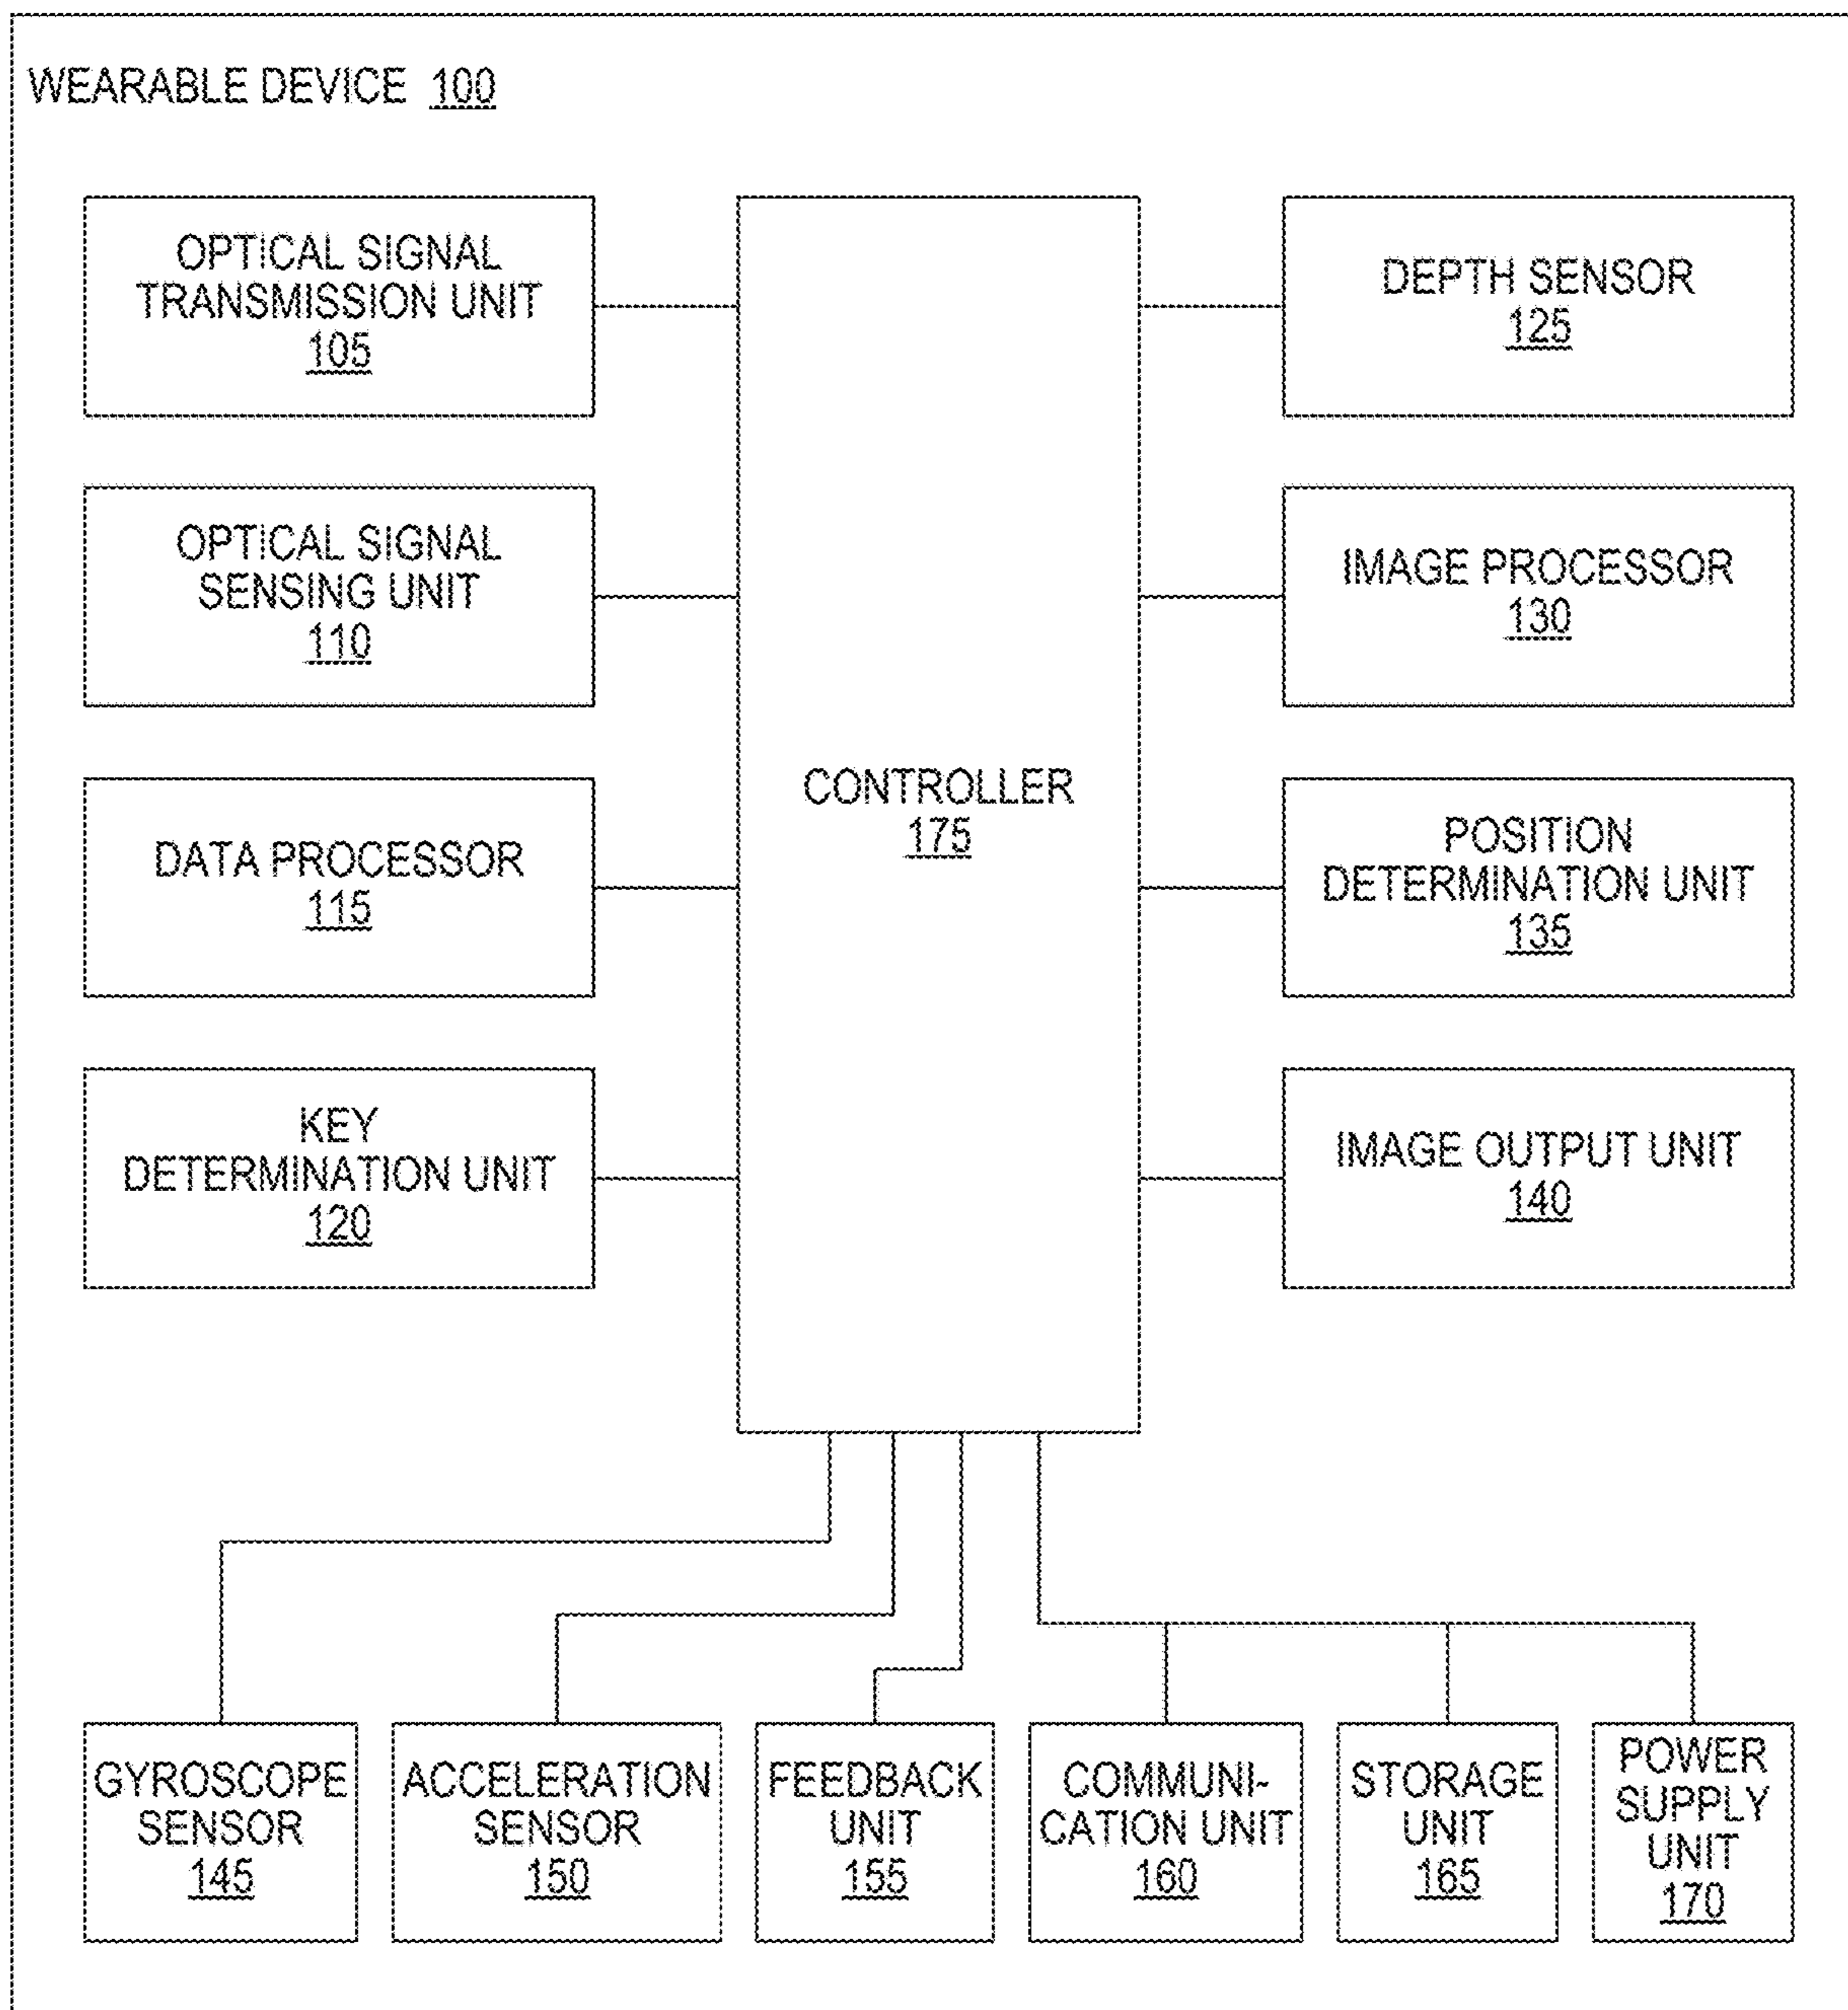 WEARABLE DEVICE 100
OPTICAL SIGNAL
TRANSMISSION UNIT
105
OPTICAL SIGNAL
SENSING UNIT
110
DATA PROCESSOR
115
KEY
DETERMINATION UNIT
120
CONTROLLER
175
DEPTH SENSOR
125
IMAGE PROCESSOR
130
POSITION
DETERMINATION UNIT
135
IMAGE OUTPUT UNIT
140
GYROSCOPE
SENSOR
145
ACCELERATION
SENSOR
150
FEEDBACK
UNIT
155
COMMUNI-
CATION UNIT
160
STORAGE
UNIT
165
POWER
SUPPLY
UNIT
170